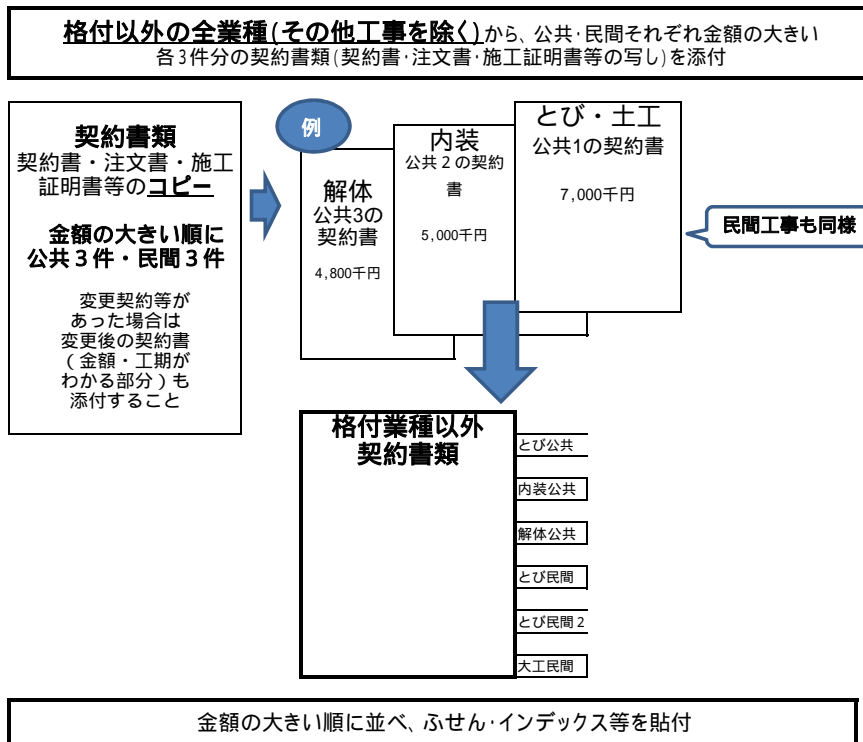 格付以外の全業種(その他工事を除く)から、公共・民間それぞれ金額の大きい
各3件分の契約書類(契約書・注文書・施工証明書等の写し)を添付
契約書類
契約書・注文書・施工
証明書等のコピー
金額の大きい順に
公共3件・民間3件
変更契約等が
あった場合は
変更後の契約書
(金額・工期が
わかる部分)も
添付すること
例
解体
公共3の
契約書
4,800千円
内装
公共2の契約
書
5,000千円
とび・土工
公共1の契約書
7,000千円
民間工事も同様
格付業種以外
契約書類
とび公共
内装公共
解体公共
とび民間
とび民間2
大工民間
金額の大きい順に並べ、ふせん・インデックス等を貼付